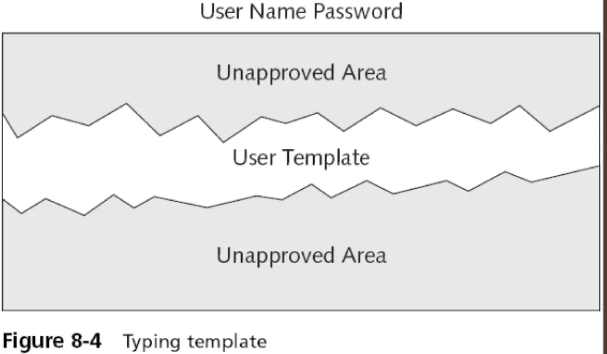 User Name Password
Unapproved Area
User Template
Unapproved Area
Figure 8-4 Typing template